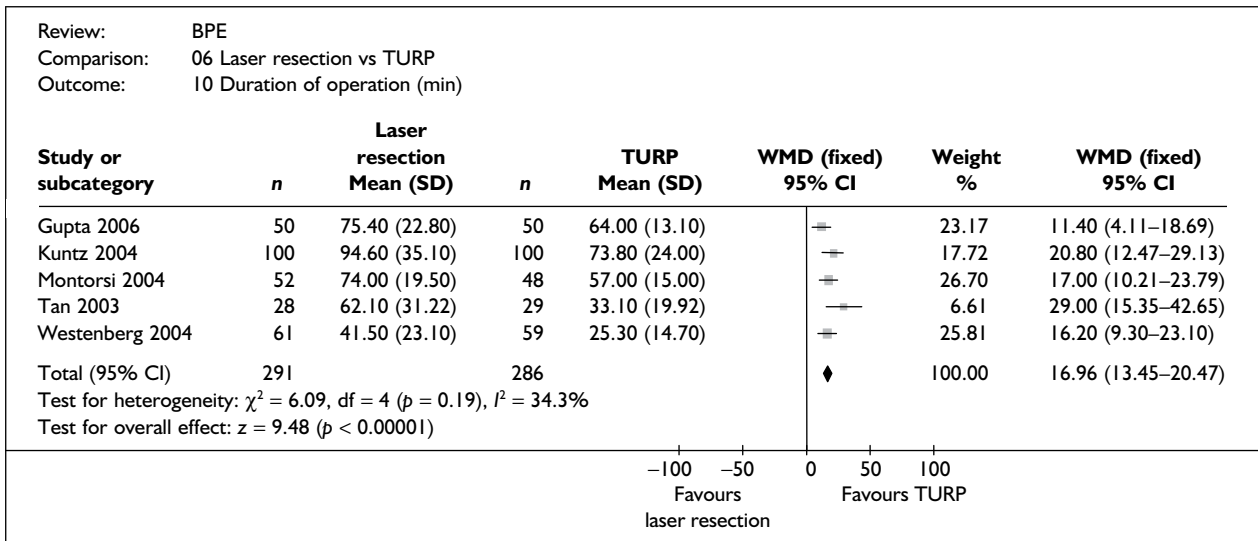 Review: BPE
Comparison: 06 Laser resection vs TURP
Outcome: 10 Duration of operation (min)
Laser
Study or resection TURP WMD (fixed) Weight WMD (fixed)
subcategory n Mean (SD) n Mean (SD) 95% CI % 95% CI
Gupta 2006 50 75.40 (22.80) 50 64.00 (13.10) 23.17 11.40 (4.11–18.69)
Kuntz 2004 100 94.60 (35.10) 100 73.80 (24.00) 17.72 20.80 (12.47–29.13)
Montorsi 2004 52 74.00 (19.50) 48 57.00 (15.00) 26.70 17.00 (10.21–23.79)
Tan 2003 28 62.10 (31.22) 29 33.10 (19.92) 6.61 29.00 (15.35–42.65)
Westenberg 2004 61 41.50 (23.10) 59 25.30 (14.70) 25.81 16.20 (9.30–23.10)
Total (95% CI) 291 286 100.00 16.96 (13.45–20.47)
Test for heterogeneity: χ² = 6.09, df = 4 (p = 0.19), I² = 34.3%
Test for overall effect: z = 9.48 (p < 0.00001)
−100 −50 0 50 100
Favours Favours TURP
laser resection